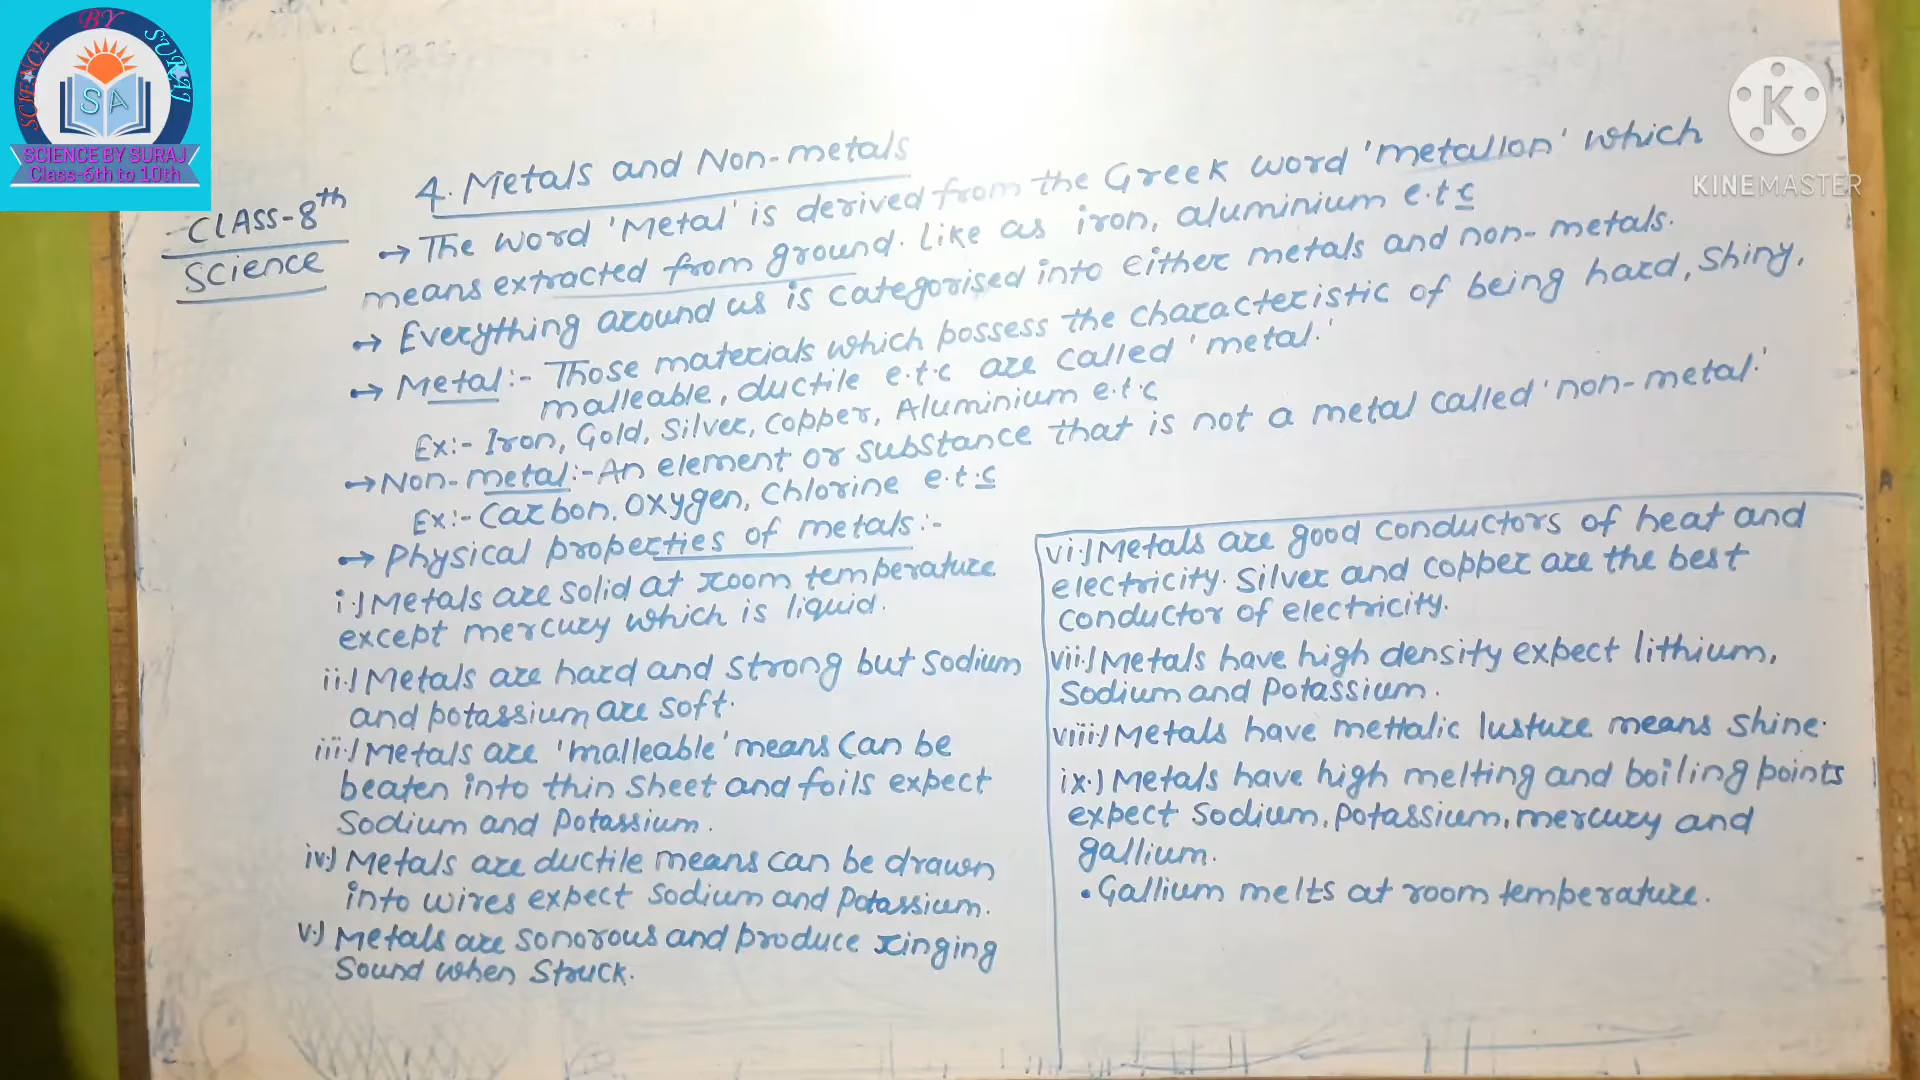 SCIENCE BY SURAJ
SA
SCIENCE BY SURAJ
Class-6th to 10th
KINEMASTER
CLASS-8th
Science
4. Metals and Non-metals
→ The word 'Metal' is derived from the Greek word 'metallon' which
means extracted from ground. Like as iron, aluminium e.t.c
→ Everything around us is categorised into either metals and non-metals.
→ Metal:- Those materials which possess the characteristic of being hard, shiny,
malleable, ductile e.t.c are called 'metal.'
Ex:- Iron, Gold, Silver, Copper, Aluminium e.t.c
→ Non-metal:- An element or substance that is not a metal called 'non-metal.'
Ex:- Carbon, Oxygen, Chlorine e.t.c
→ Physical properties of metals:-
i.) Metals are solid at room temperature
except mercury which is liquid.
ii.) Metals are hard and strong but sodium
and potassium are soft.
iii.) Metals are 'malleable' means can be
beaten into thin sheet and foils expect
Sodium and Potassium.
iv.) Metals are ductile means can be drawn
into wires expect Sodium and Potassium.
v.) Metals are sonorous and produce ringing
Sound when struck.
vi.) Metals are good conductors of heat and
electricity. Silver and copper are the best
conductor of electricity.
vii.) Metals have high density expect lithium,
Sodium and Potassium.
viii.) Metals have mettalic lusture means shine.
ix.) Metals have high melting and boiling points
expect Sodium, Potassium, mercury and
gallium.
• Gallium melts at room temperature.